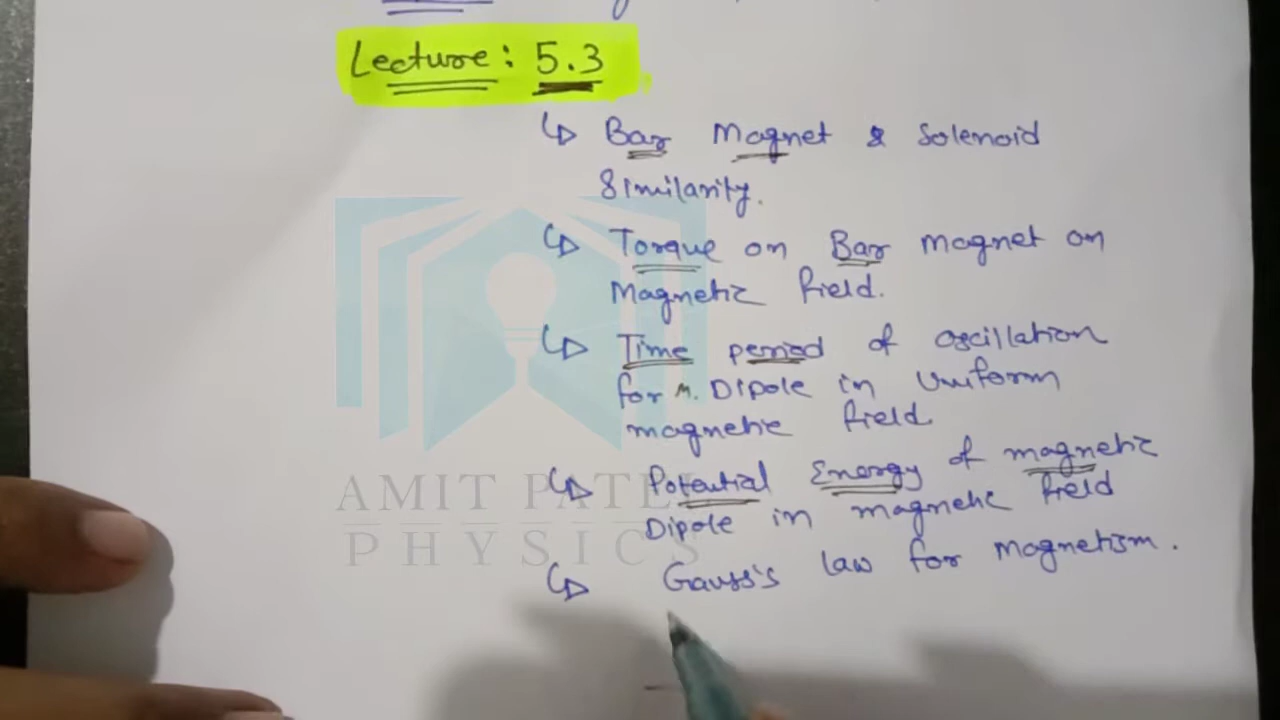 Lecture: 5.3
↳ Bar Magnet & Solenoid
Similarity.
↳ Torque on Bar magnet on
Magnetic field.
↳ Time period of oscillation
for M. Dipole in Uniform
magnetic field
↳ Potential Energy of magnetic
Dipole in magnetic field
↳ Gauss's law for Magnetism.
AMIT PATEL
PHYSICS